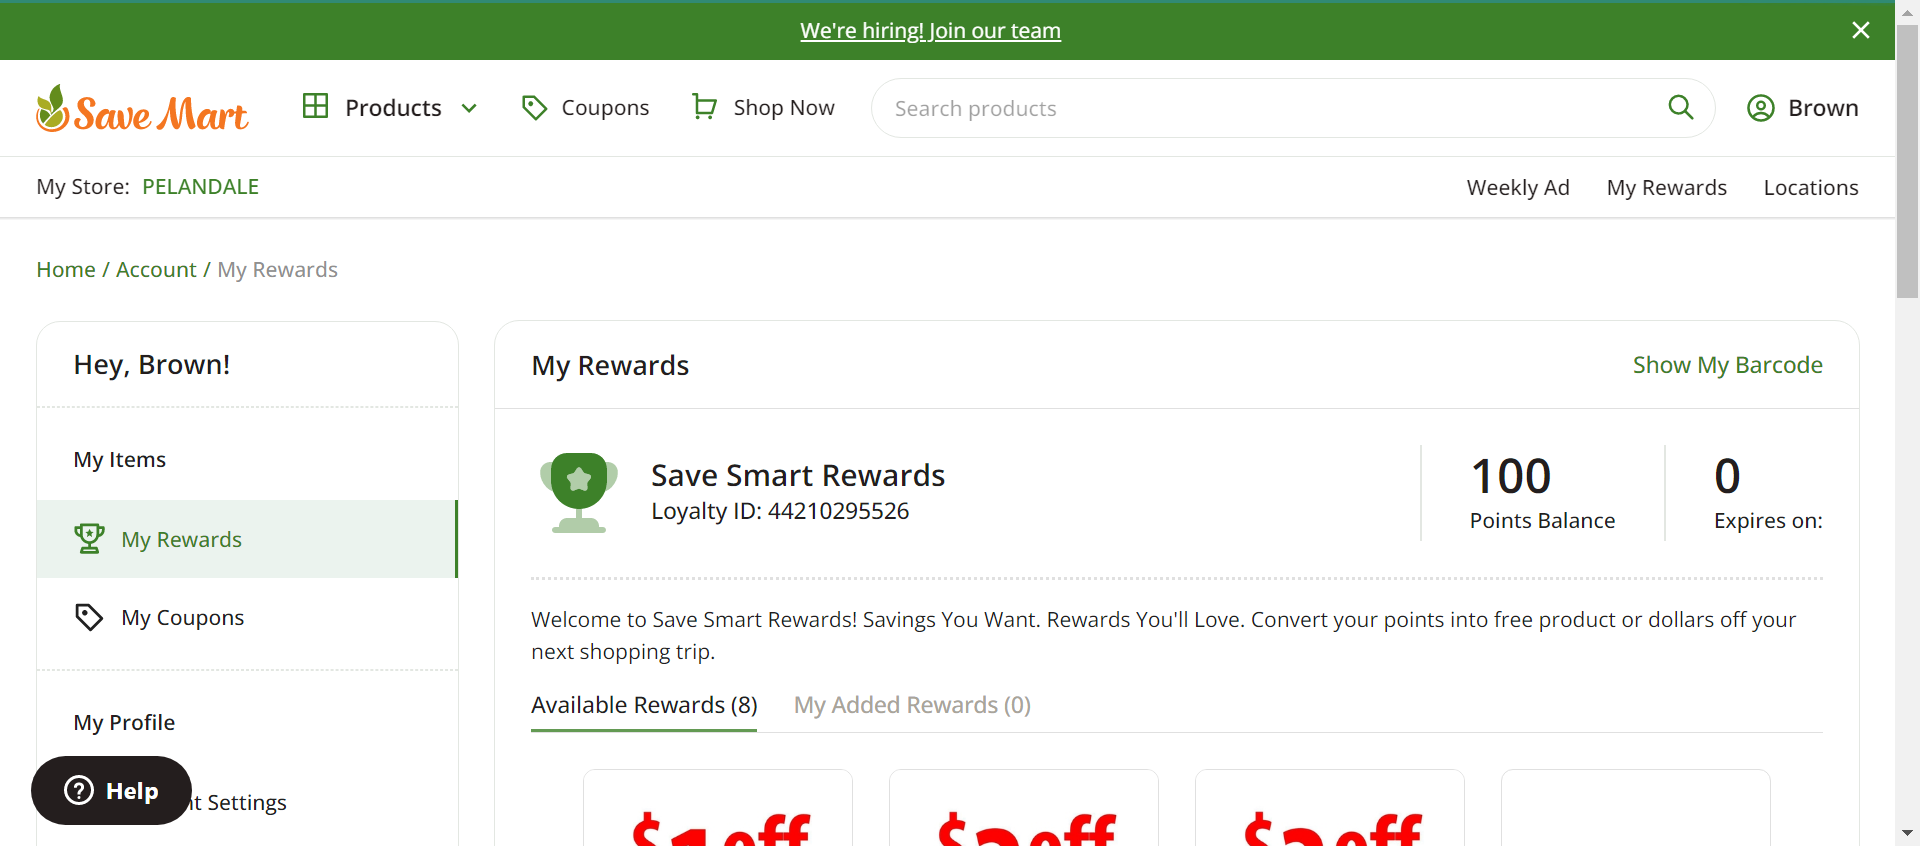 We're hiring! Join our team
Save Mart
Products
Coupons
Shop Now
Search products
Brown
My Store: PELANDALE
Weekly Ad
My Rewards
Locations
Home / Account / My Rewards
Hey, Brown!
My Items
My Rewards
My Coupons
My Profile
Help
Settings
My Rewards
Show My Barcode
Save Smart Rewards
Loyalty ID: 44210295526
100
Points Balance
0
Expires on:
Welcome to Save Smart Rewards! Savings You Want. Rewards You'll Love. Convert your points into free product or dollars off your
next shopping trip.
Available Rewards (8)
My Added Rewards (0)
$1 off
off
off